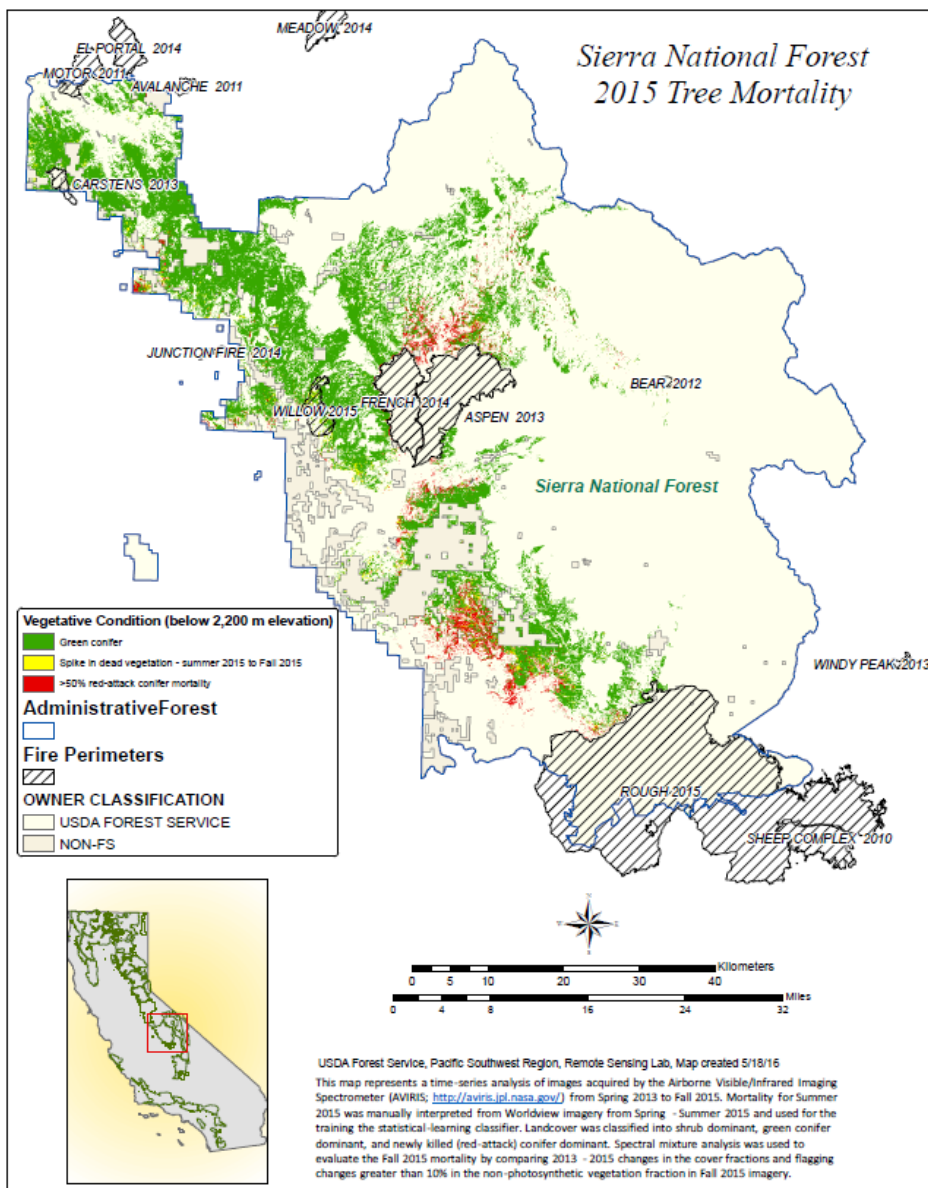 MEADOW 2014
EL PORTAL 2014
MOTOR 2011
AVALANCHE 2011
Sierra National Forest
2015 Tree Mortality
CARSTENS 2013
JUNCTION FIRE 2014
WILLOW 2015
FRENCH 2014
ASPEN 2013
BEAR 2012
Sierra National Forest
WINDY PEAK 2013
ROUGH 2015
SHEEP COMPLEX 2010
Vegetative Condition (below 2,200 m elevation)
Green conifer
Spike in dead vegetation - summer 2015 to Fall 2015
>50% red-attack conifer mortality
AdministrativeForest
Fire Perimeters
OWNER CLASSIFICATION
USDA FOREST SERVICE
NON-FS
N
Kilometers
0 5 10 20 30 40
Miles
0 4 8 16 24 32
USDA Forest Service, Pacific Southwest Region, Remote Sensing Lab, Map created 5/18/16
This map represents a time-series analysis of images acquired by the Airborne Visible/Infrared Imaging
Spectrometer (AVIRIS; http://aviris.jpl.nasa.gov/) from Spring 2013 to Fall 2015. Mortality for Summer
2015 was manually interpreted from Worldview imagery from Spring - Summer 2015 and used for the
training the statistical-learning classifier. Landcover was classified into shrub dominant, green conifer
dominant, and newly killed (red-attack) conifer dominant. Spectral mixture analysis was used to
evaluate the Fall 2015 mortality by comparing 2013 - 2015 changes in the cover fractions and flagging
changes greater than 10% in the non-photosynthetic vegetation fraction in Fall 2015 imagery.